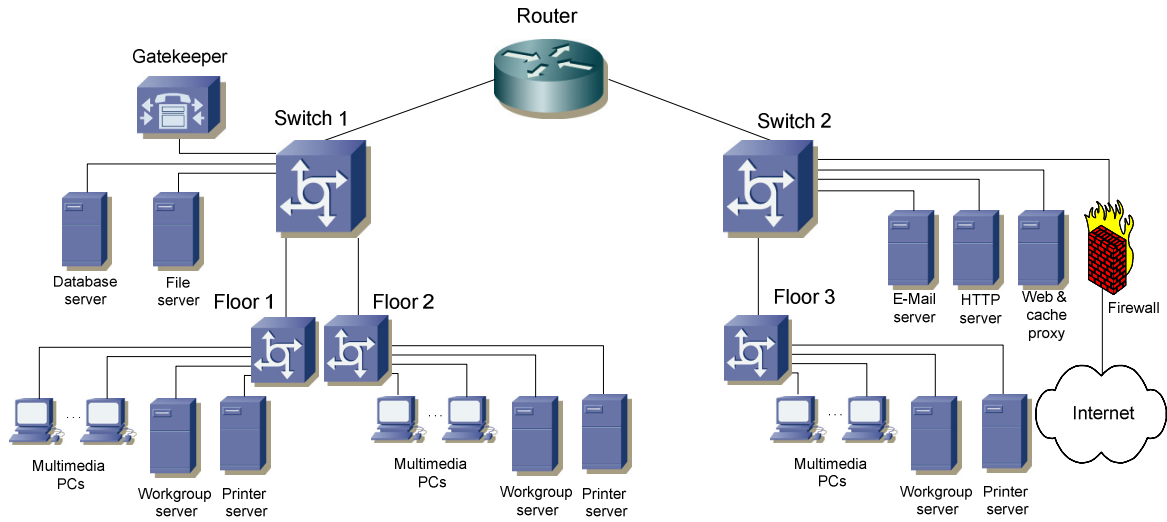 Router
Gatekeeper
Switch 1
Switch 2
Database
server
File
server
E-Mail
server
HTTP
server
Web &
cache
proxy
Firewall
Floor 1
Floor 2
Floor 3
Internet
...
Multimedia
PCs
Workgroup
server
Printer
server
...
Multimedia
PCs
Workgroup
server
Printer
server
...
Multimedia
PCs
Workgroup
server
Printer
server